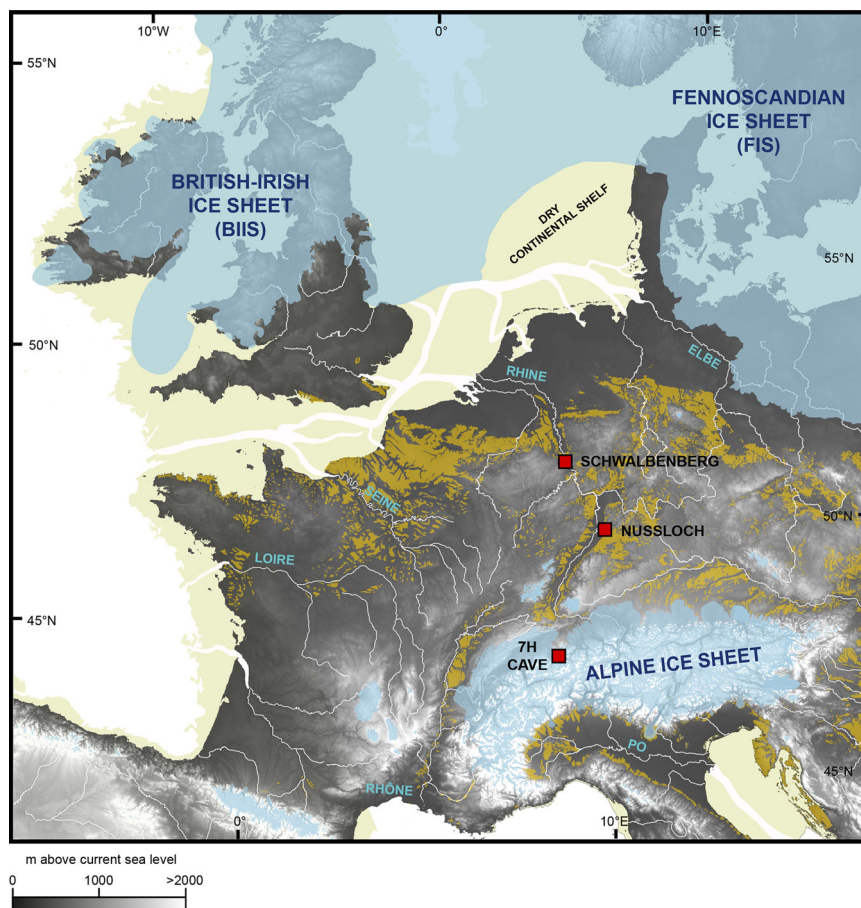 10°W
0°
10°E
55°N
FENNOSCANDIAN
ICE SHEET
(FIS)
BRITISH-IRISH
ICE SHEET
(BIIS)
DRY
CONTINENTAL SHELF
55°N
50°N
ELBE
RHINE
SCHWALBENBERG
SEINE
50°N
NUSSLOCH
LOIRE
45°N
7H
CAVE
ALPINE ICE SHEET
PO
45°N
RHÔNE
0°
10°E
m above current sea level
0
1000
>2000